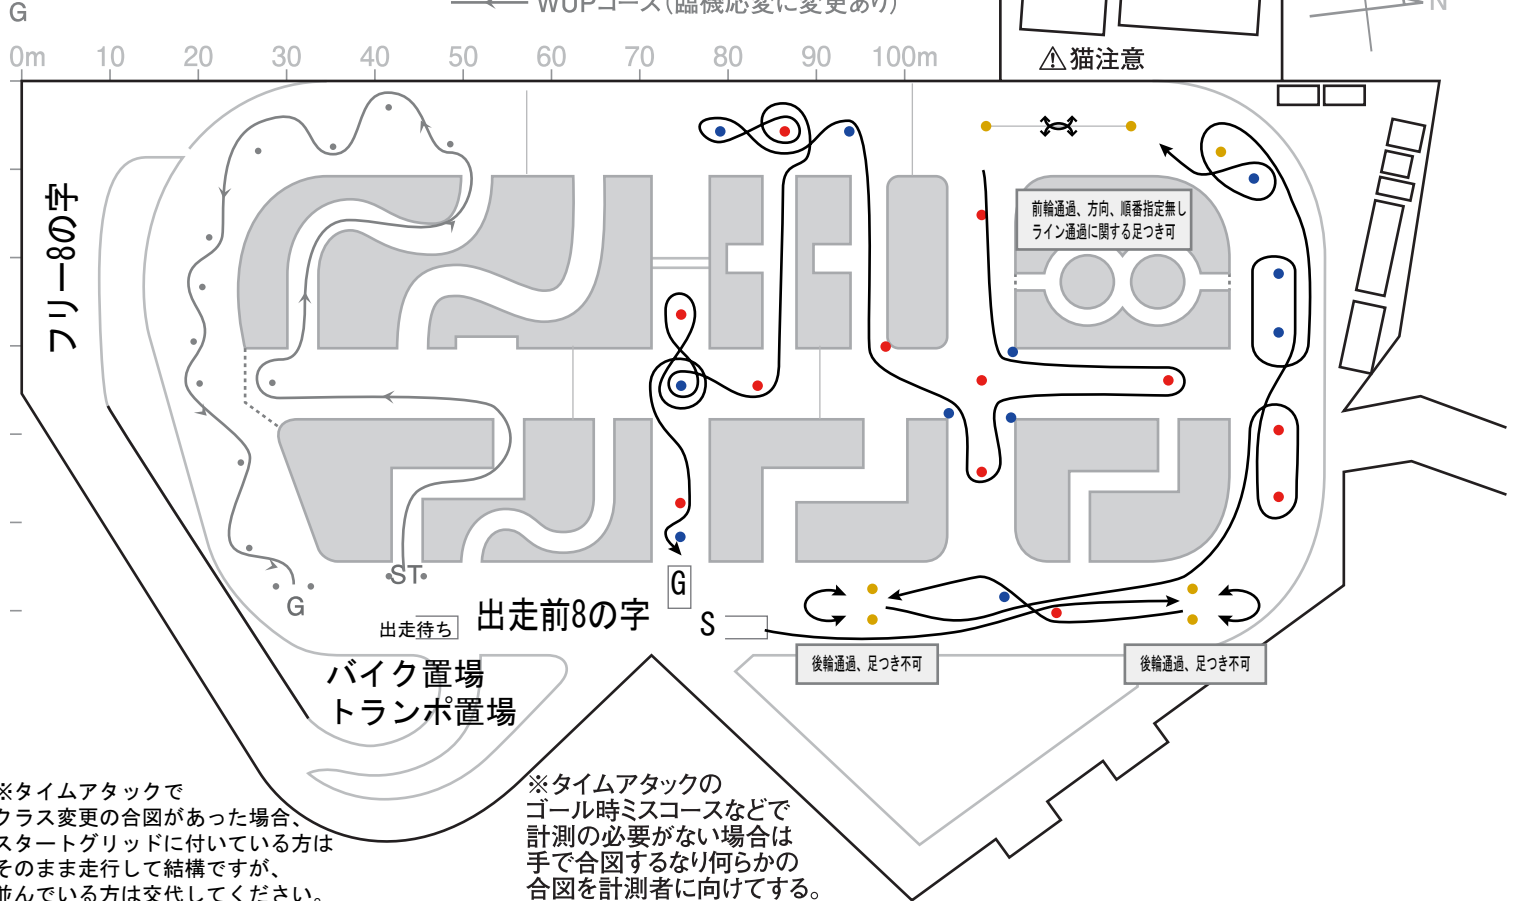 G
WUPコース(臨機応変に変更あり)
N
0m 10 20 30 40 50 60 70 80 90 100m
⚠猫注意
フリー8の字
前輪通過、方向、順番指定無し
ライン通過に関する足つき可
ST
G
G
S
出走待ち
出走前8の字
後輪通過、足つき不可
後輪通過、足つき不可
バイク置場
トランポ置場
※タイムアタックで
クラス変更の合図があった場合、
スタートグリッドに付いている方は
そのまま走行して結構ですが、
並んでいる方は交代してください。
※タイムアタックの
ゴール時ミスコースなどで
計測の必要がない場合は
手で合図するなり何らかの
合図を計測者に向けてする。